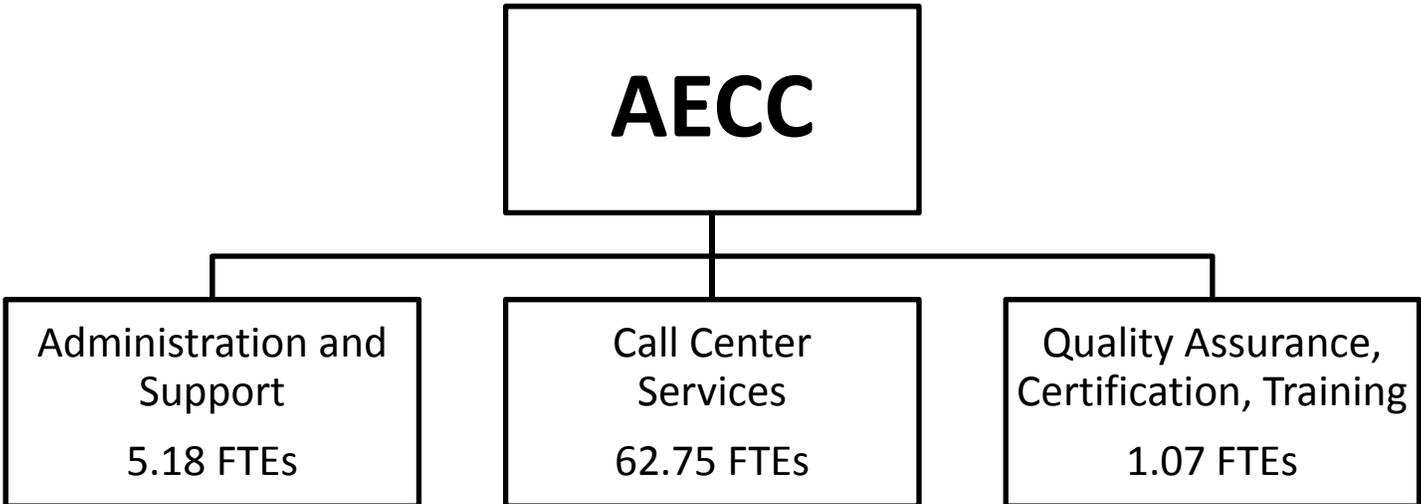 AECC
Administration and
Support
5.18 FTEs
Call Center
Services
62.75 FTEs
Quality Assurance,
Certification, Training
1.07 FTEs